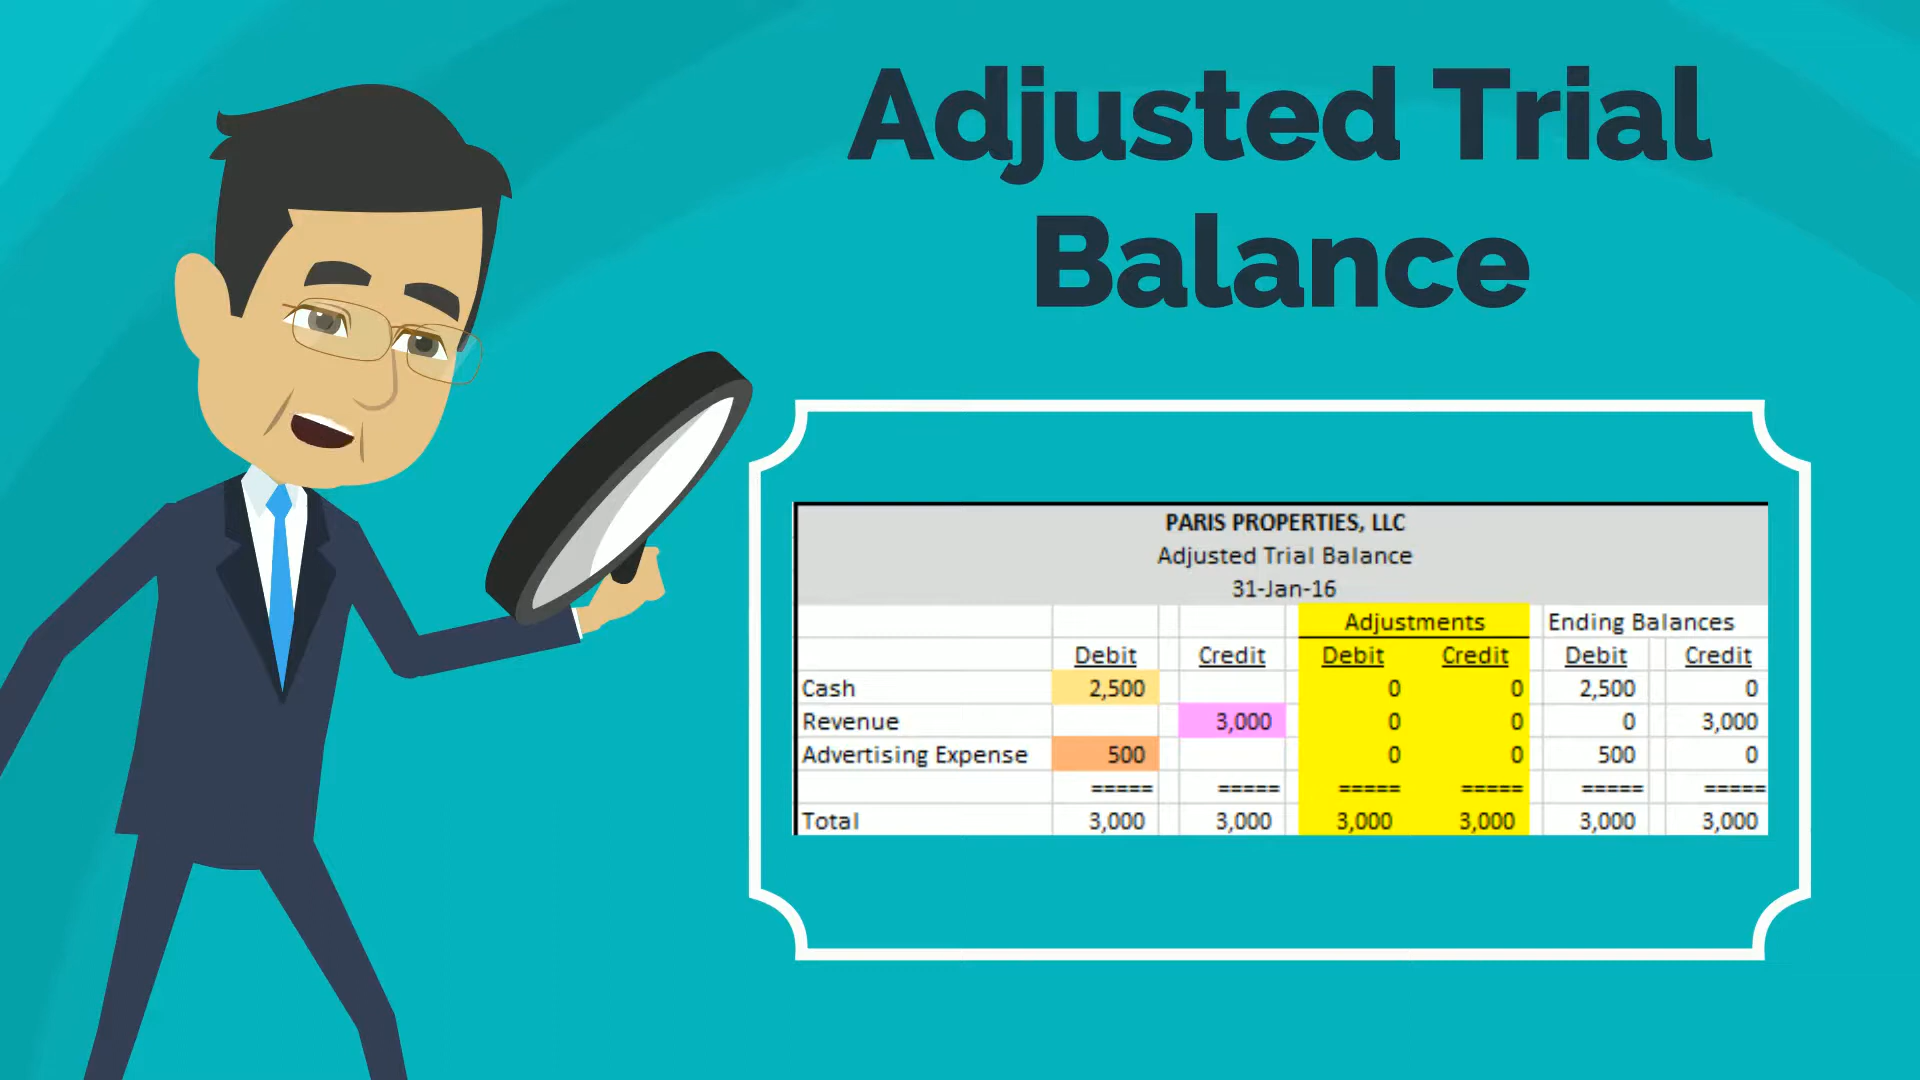 Adjusted Trial
Balance
PARIS PROPERTIES, LLC
Adjusted Trial Balance
31-Jan-16
Adjustments Ending Balances
Debit Credit Debit Credit Debit Credit
Cash 2,500 0 0 2,500 0
Revenue 3,000 0 0 0 3,000
Advertising Expense 500 0 0 500 0
===== ===== ===== ===== ===== =====
Total 3,000 3,000 3,000 3,000 3,000 3,000